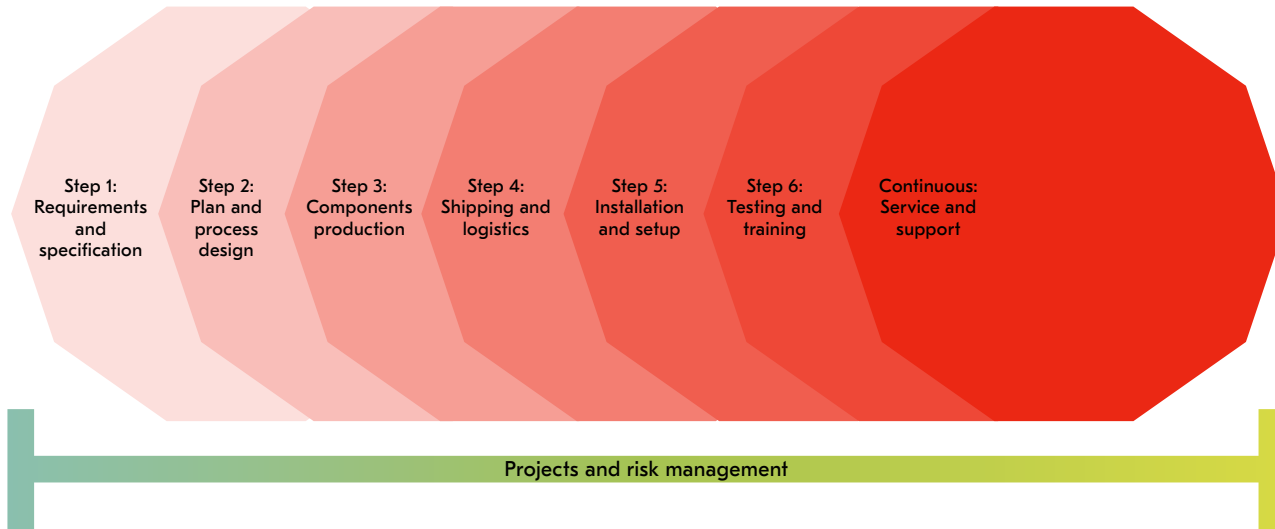 Step 1:
Requirements
and
specification
Step 2:
Plan and
process
design
Step 3:
Components
production
Step 4:
Shipping and
logistics
Step 5:
Installation
and setup
Step 6:
Testing and
training
Continuous:
Service and
support
Projects and risk management